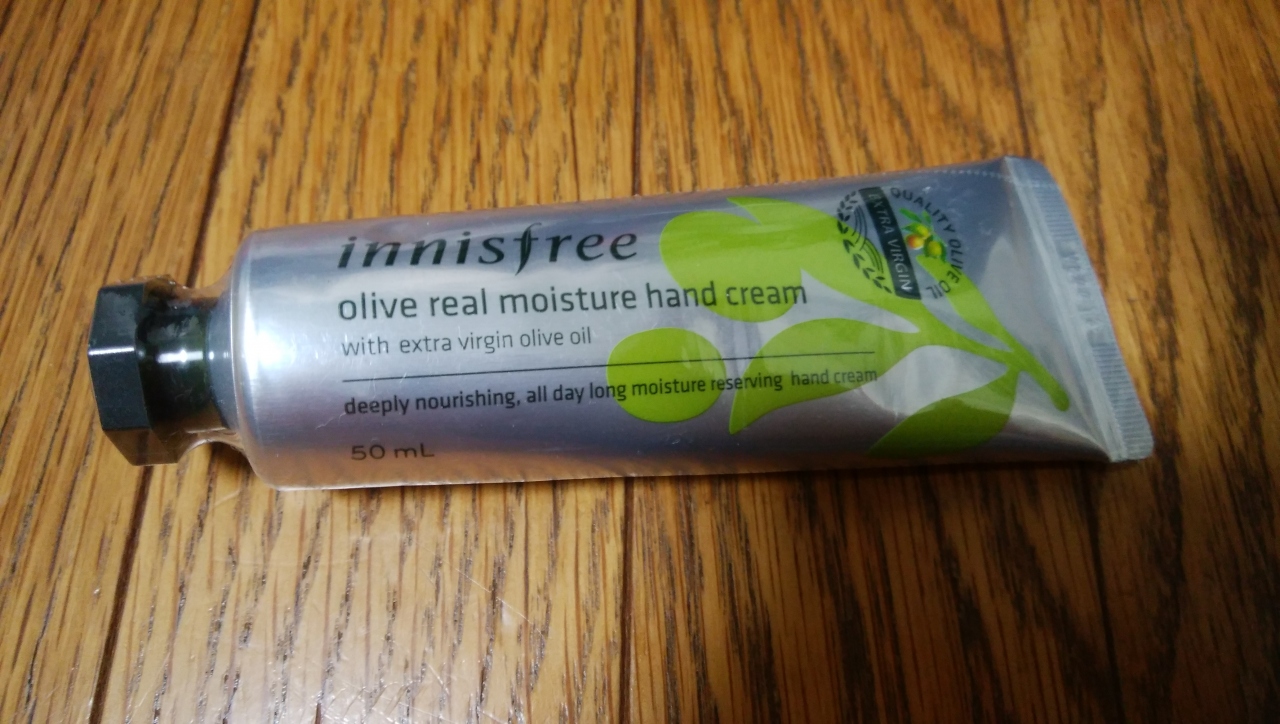 innisfree
olive real moisture hand cream
with extra virgin olive oil
deeply nourishing, all day long moisture reserving hand cream
50 mL
QUALITY OLIVE OIL
EXTRA VIRGIN